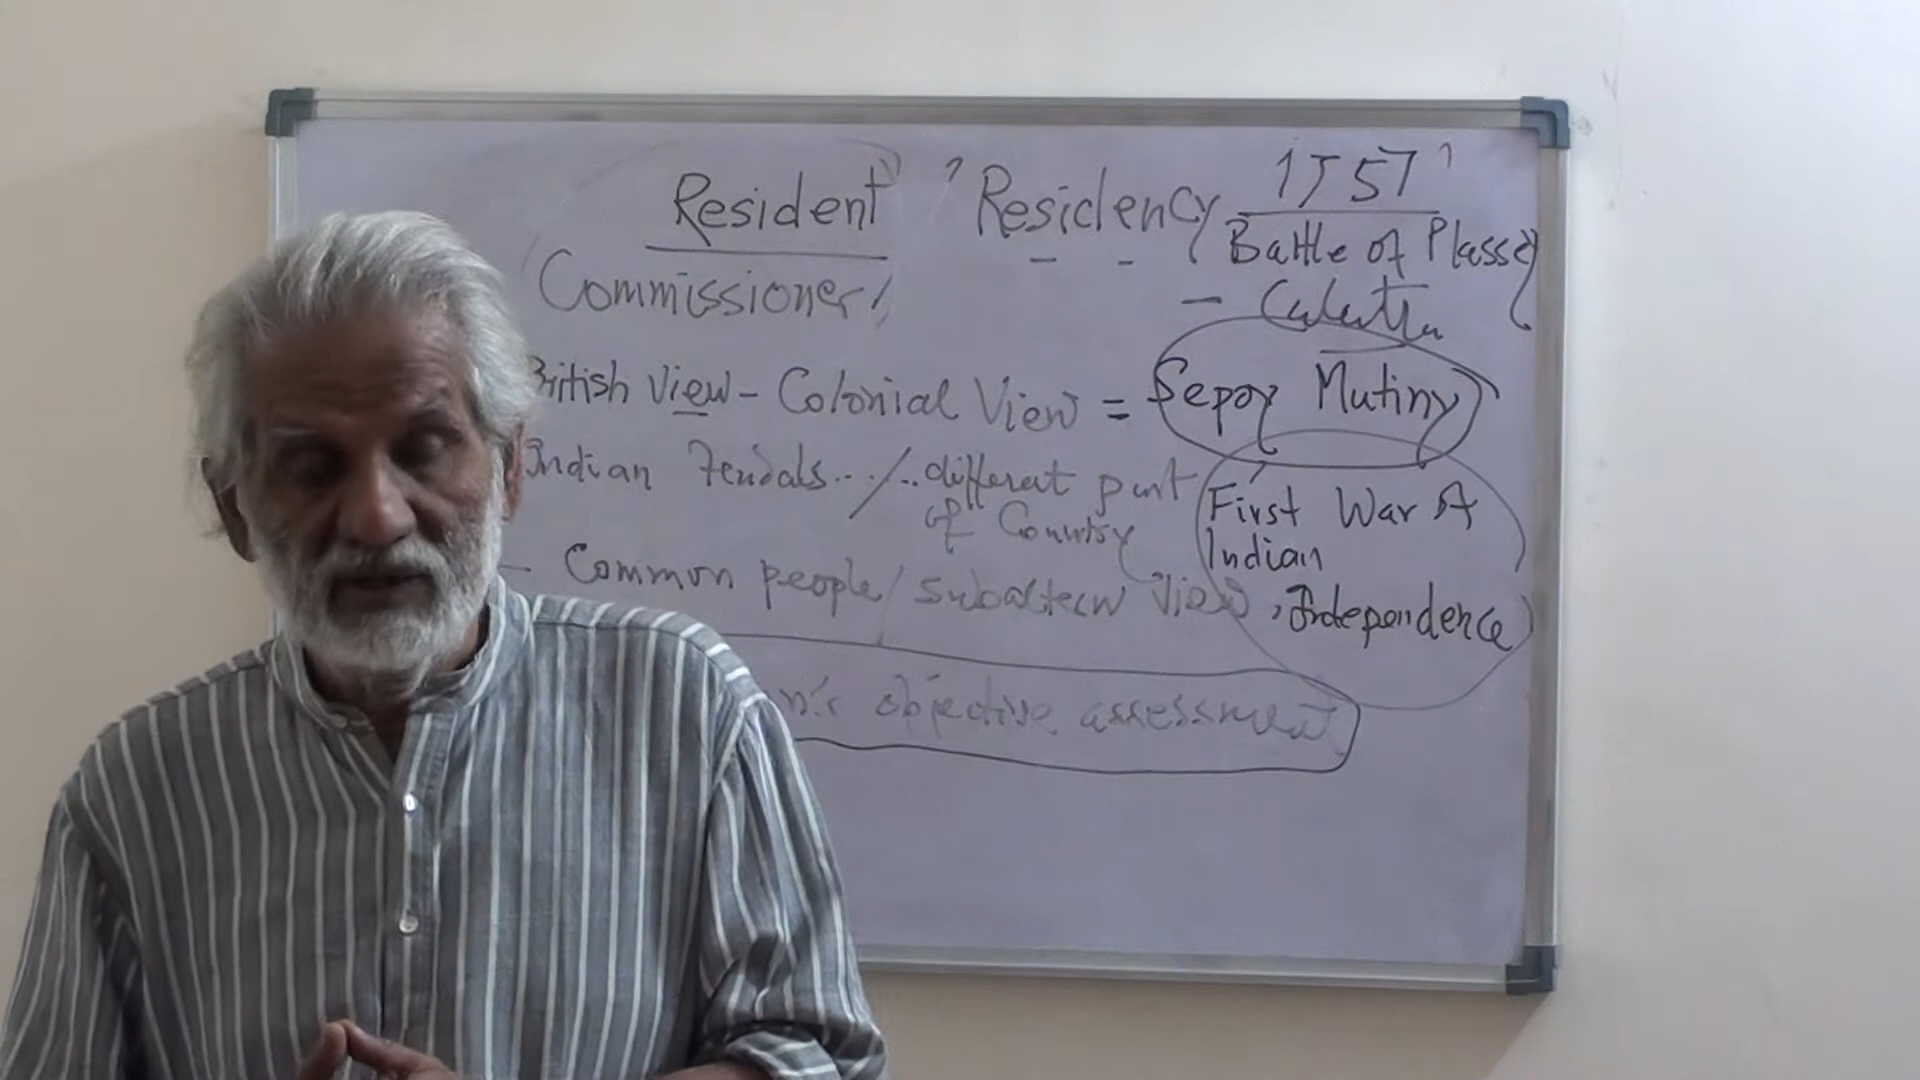 Resident 'Residency 1757'
Commissioner/ Battle of Plassey
- Calcutta
British View - Colonial View = Sepoy Mutiny
Indian Feudals.. /.. different part
of Country
First War of
Indian
Independence
- Common people/ subaltern View,
n's objective assessment